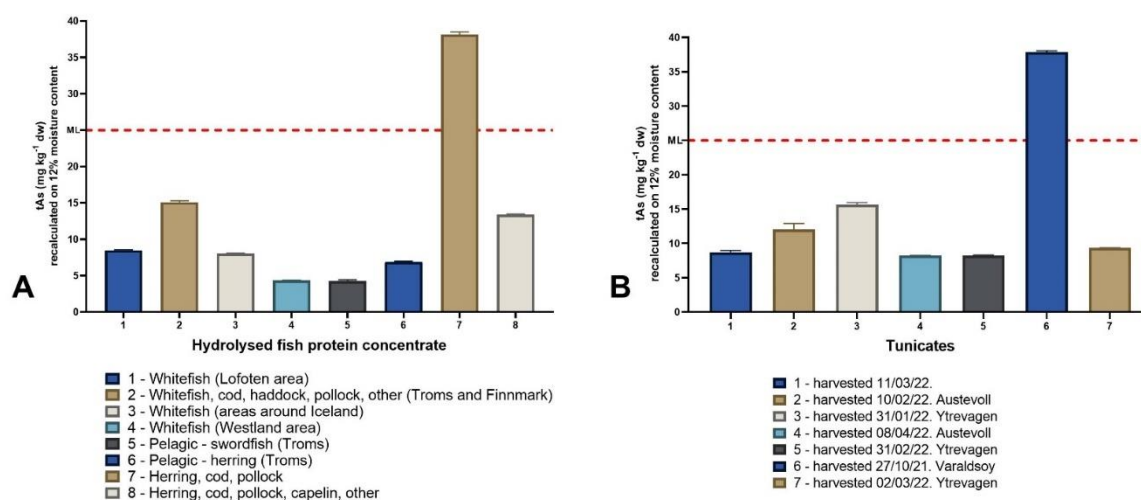 tAs (mg kg⁻¹ dw)
recalculated on 12% moisture content
40
35
30
ML
20
15
10
5
0
1 2 3 4 5 6 7 8
Hydrolysed fish protein concentrate
A
1 - Whitefish (Lofoten area)
2 - Whitefish, cod, haddock, pollock, other (Troms and Finnmark)
3 - Whitefish (areas around Iceland)
4 - Whitefish (Westland area)
5 - Pelagic - swordfish (Troms)
6 - Pelagic - herring (Troms)
7 - Herring, cod, pollock
8 - Herring, cod, pollock, capelin, other
tAs (mg kg⁻¹ dw)
recalculated on 12% moisture content
40
35
30
ML
20
15
10
5
0
1 2 3 4 5 6 7
Tunicates
B
1 - harvested 11/03/22.
2 - harvested 10/02/22. Austevoll
3 - harvested 31/01/22. Ytrevagen
4 - harvested 08/04/22. Austevoll
5 - harvested 31/02/22. Ytrevagen
6 - harvested 27/10/21. Varaldsoy
7 - harvested 02/03/22. Ytrevagen